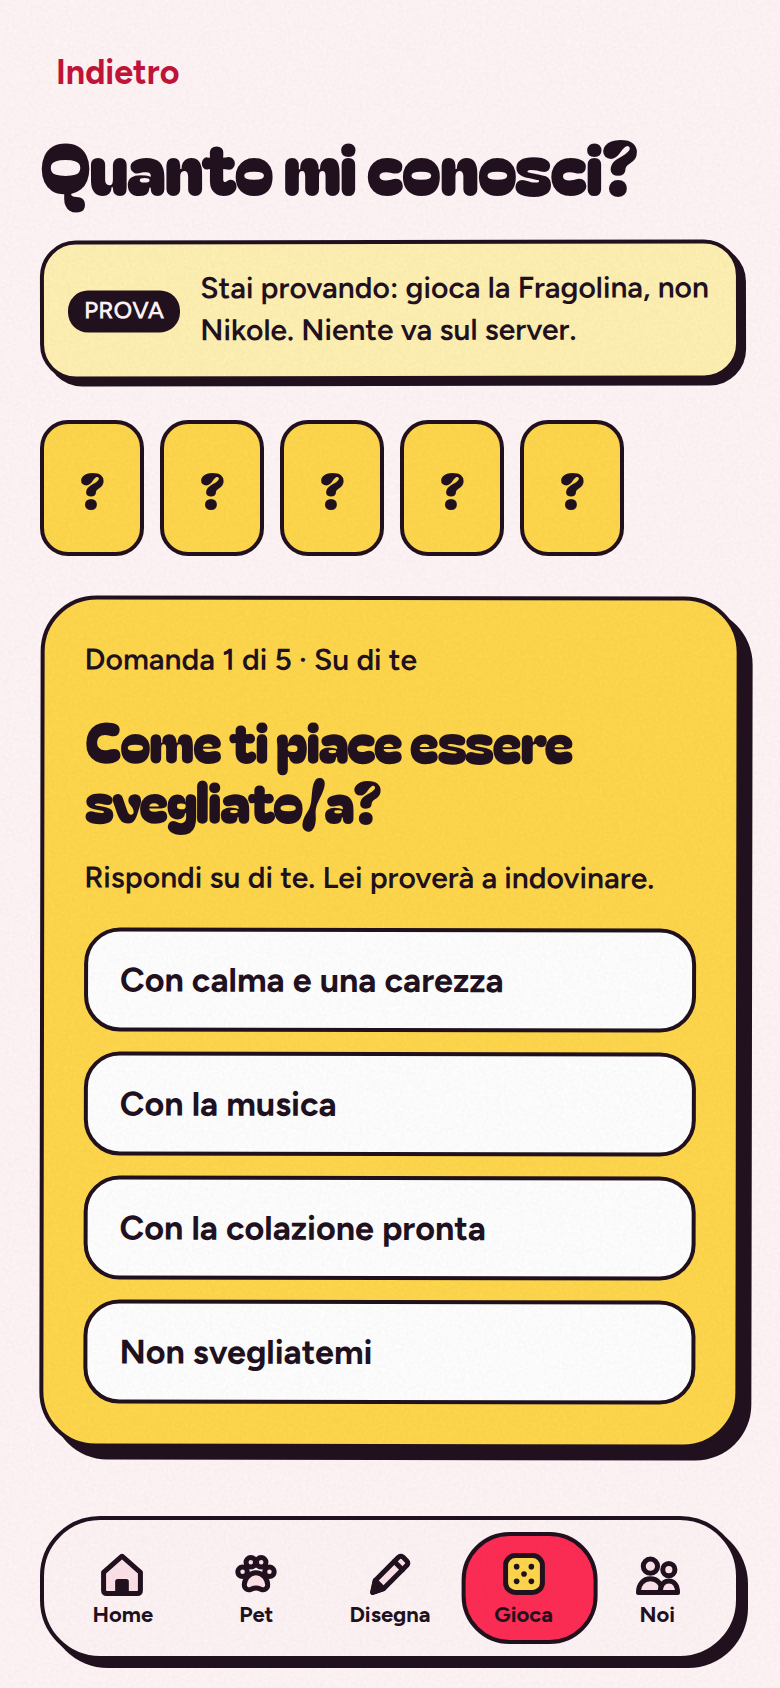 Indietro
Quanto mi conosci?
PROVA
Stai provando: gioca la Fragolina, non
Nikole. Niente va sul server.
? ? ? ? ?
Domanda 1 di 5 · Su di te
Come ti piace essere
svegliato/a?
Rispondi su di te. Lei proverà a indovinare.
Con calma e una carezza
Con la musica
Con la colazione pronta
Non svegliatemi
Home Pet Disegna Gioca Noi